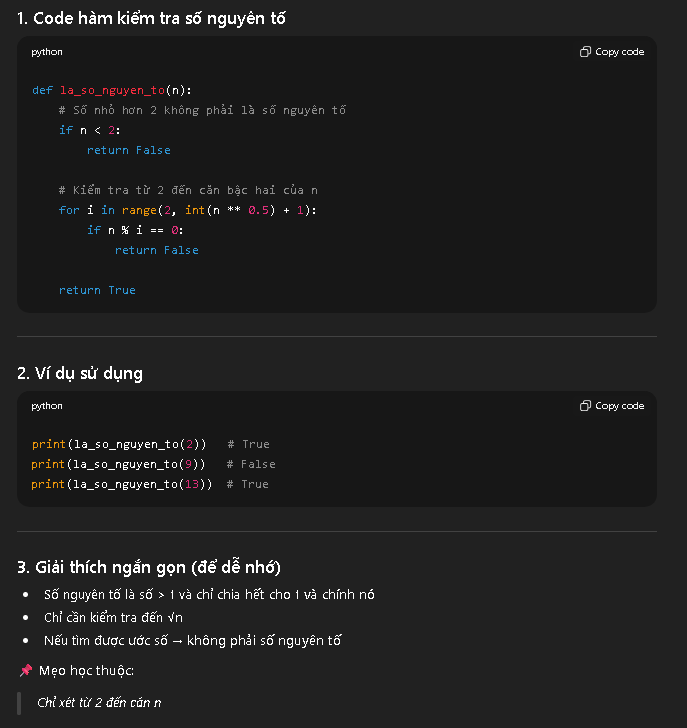 1. Code hàm kiểm tra số nguyên tố
python
Copy code
def la_so_nguyen_to(n):
    # Số nhỏ hơn 2 không phải là số nguyên tố
    if n < 2:
        return False
    # Kiểm tra từ 2 đến căn bậc hai của n
    for i in range(2, int(n ** 0.5) + 1):
        if n % i == 0:
            return False
    return True
2. Ví dụ sử dụng
python
Copy code
print(la_so_nguyen_to(2))   # True
print(la_so_nguyen_to(9))   # False
print(la_so_nguyen_to(13))  # True
3. Giải thích ngắn gọn (để dễ nhớ)
• Số nguyên tố là số > 1 và chỉ chia hết cho 1 và chính nó
• Chỉ cần kiểm tra đến √n
• Nếu tìm được ước số → không phải số nguyên tố
📌 Mẹo học thuộc:
Chỉ xét từ 2 đến căn n